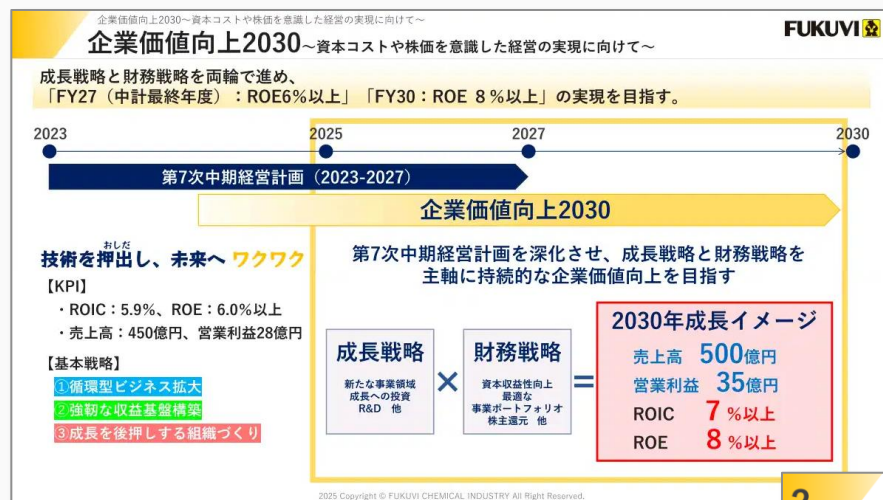 企業価値向上2030~資本コストや株価を意識した経営の実現に向けて~
企業価値向上2030~資本コストや株価を意識した経営の実現に向けて~
FUKUVI
成長戦略と財務戦略を両輪で進め、
「FY27(中計最終年度):ROE6%以上」「FY30:ROE 8%以上」の実現を目指す。
2023 2025 2027 2030
第7次中期経営計画(2023-2027)
企業価値向上2030
おしだ
技術を押出し、未来へ ワクワク
【KPI】
・ROIC:5.9%、ROE:6.0%以上
・売上高:450億円、営業利益28億円
【基本戦略】
①循環型ビジネス拡大
②強靭な収益基盤構築
③成長を後押しする組織づくり
第7次中期経営計画を深化させ、成長戦略と財務戦略を
主軸に持続的な企業価値向上を目指す
成長戦略
新たな事業領域
成長への投資
R&D 他
×
財務戦略
資本収益性向上
最適な
事業ポートフォリオ
株主還元 他
=
2030年成長イメージ
売上高 500億円
営業利益 35億円
ROIC 7%以上
ROE 8%以上
2025 Copyright © FUKUVI CHEMICAL INDUSTRY All Right Reserved.
2